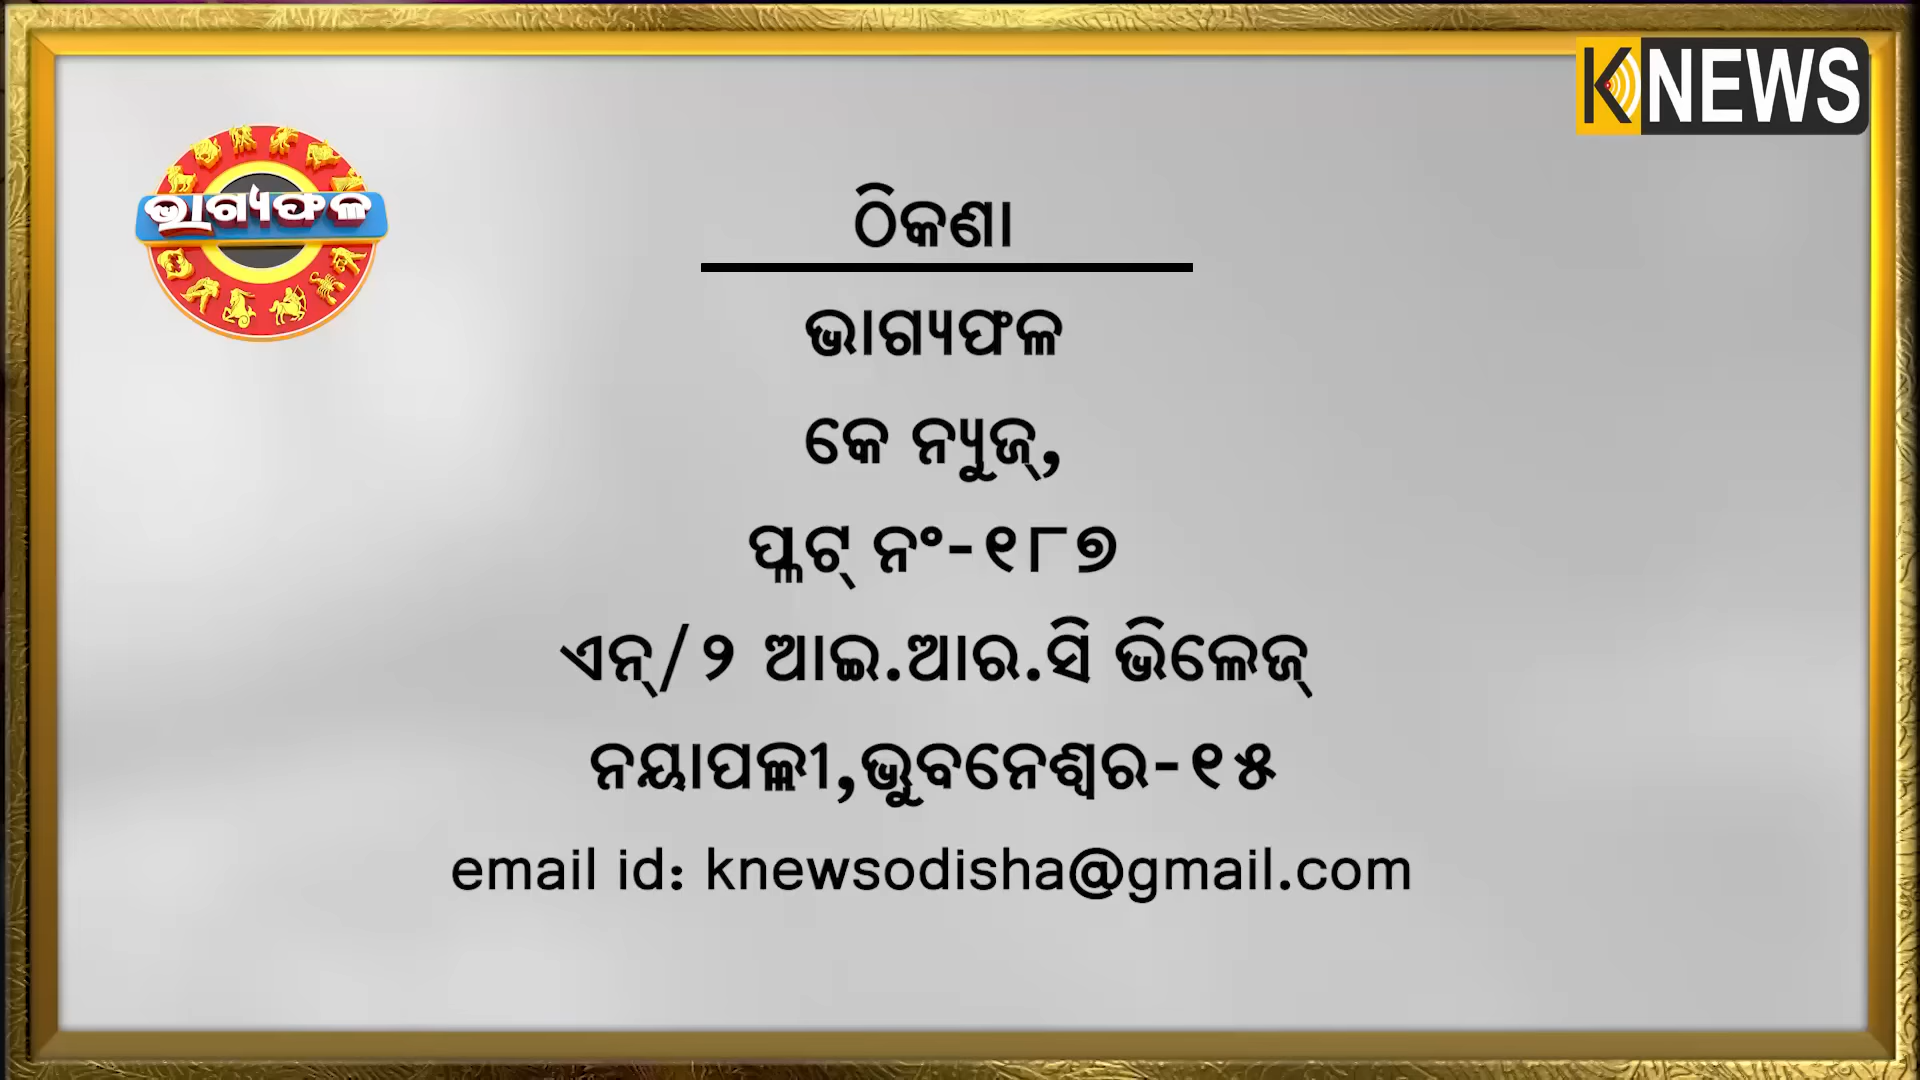 KNEWS
ଭାଗ୍ୟଫଳ
ଠିକଣା
ଭାଗ୍ୟଫଳ
କେ ନ୍ୟୁଜ୍,
ପ୍ଲଟ୍ ନଂ-୧୮୭
ଏନ୍/୨ ଆଇ.ଆର.ସି ଭିଲେଜ୍
ନୟାପଲ୍ଲୀ,ଭୁବନେଶ୍ୱର-୧୫
email id: knewsodisha@gmail.com